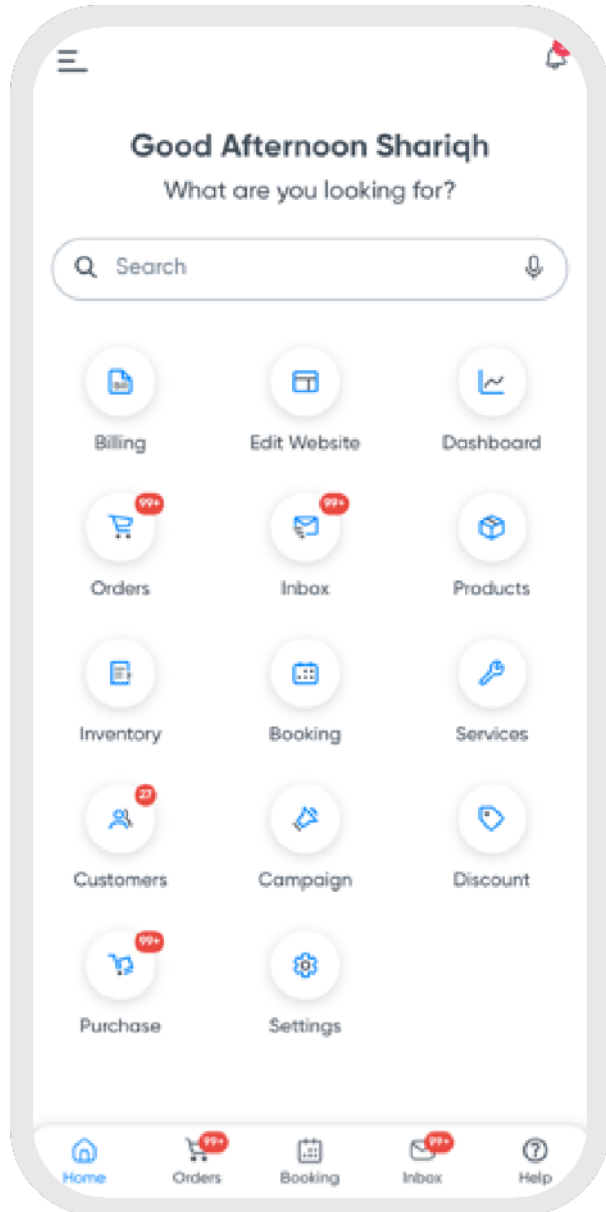 Good Afternoon Shariqh
What are you looking for?
Search
Billing
Edit Website
Dashboard
99+
99+
Orders
Inbox
Products
Inventory
Booking
Services
27
Customers
Campaign
Discount
99+
Purchase
Settings
99+
99+
Home
Orders
Booking
Inbox
Help